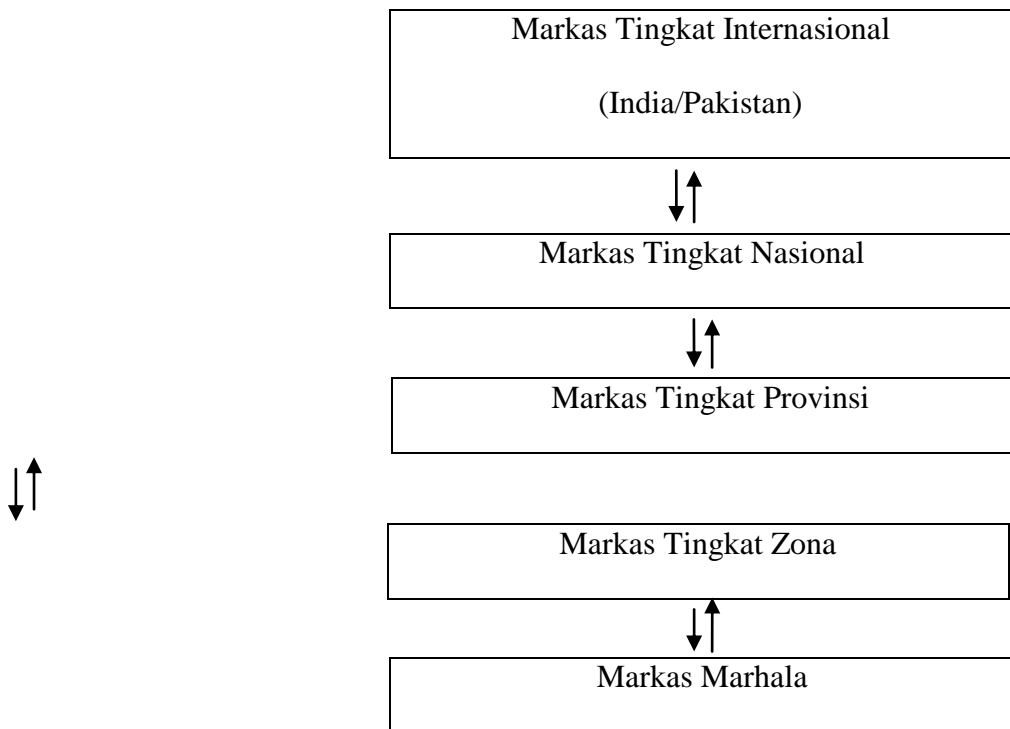 Markas Tingkat Internasional
(India/Pakistan)
Markas Tingkat Nasional
Markas Tingkat Provinsi
Markas Tingkat Zona
Markas Marhala